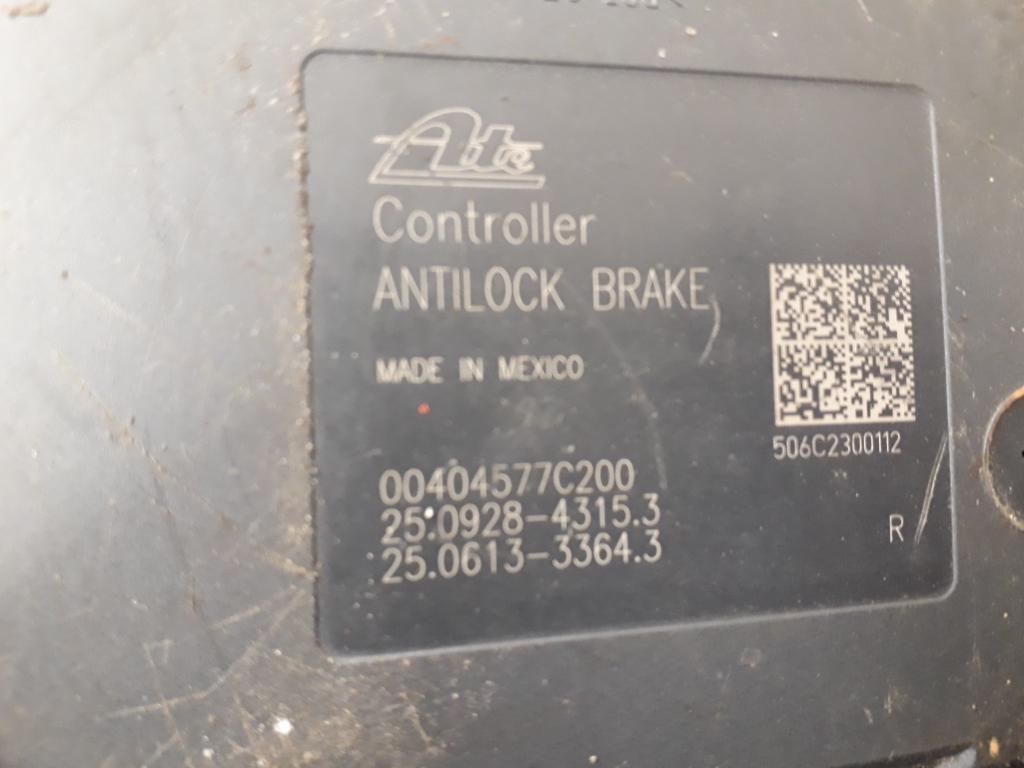 Ate
Controller
ANTILOCK BRAKE
MADE IN MEXICO
506C2300112
00404577C200
25.0928-4315.3
25.0613-3364.3
R